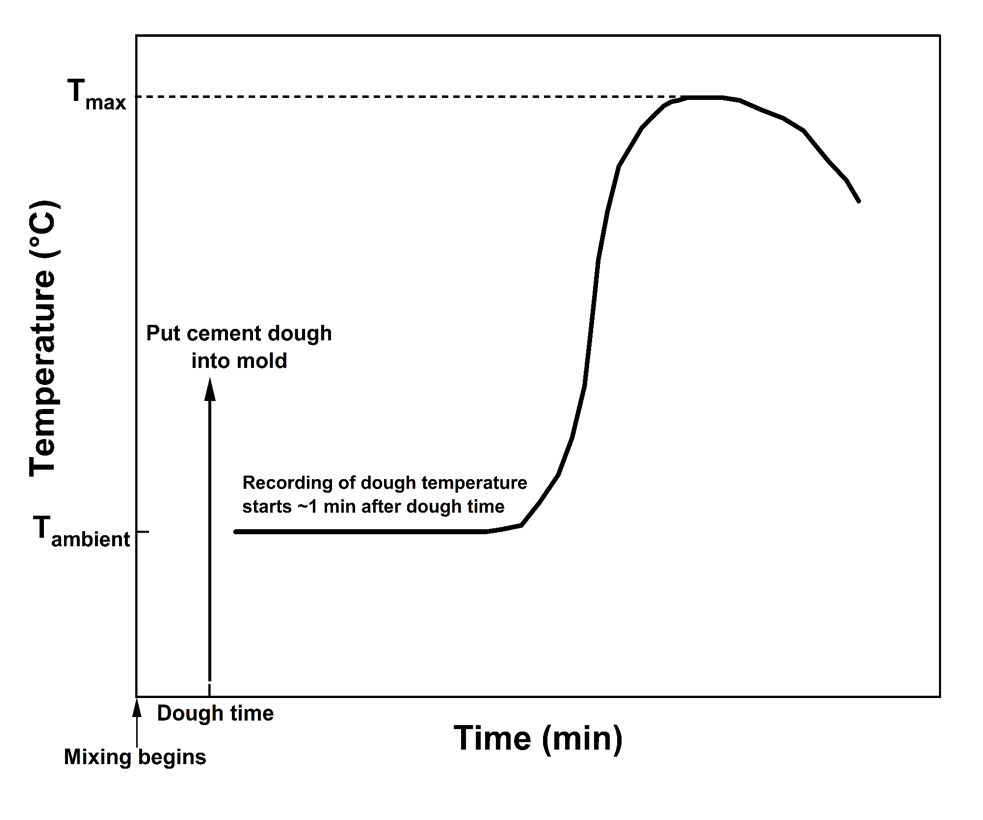 Tmax
Temperature (°C)
Put cement dough
into mold
Recording of dough temperature
starts ~1 min after dough time
Tambient
Dough time
Time (min)
Mixing begins